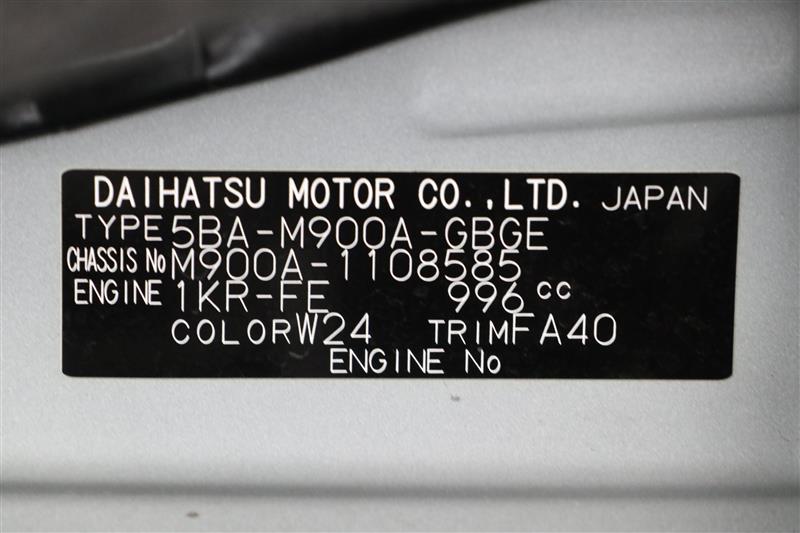 DAIHATSU MOTOR CO.,LTD. JAPAN
TYPE 5BA-M900A-GBGE
CHASSIS No M900A-1108585
ENGINE 1KR-FE 996 cc
COLOR W24 TRIM FA40
ENGINE No